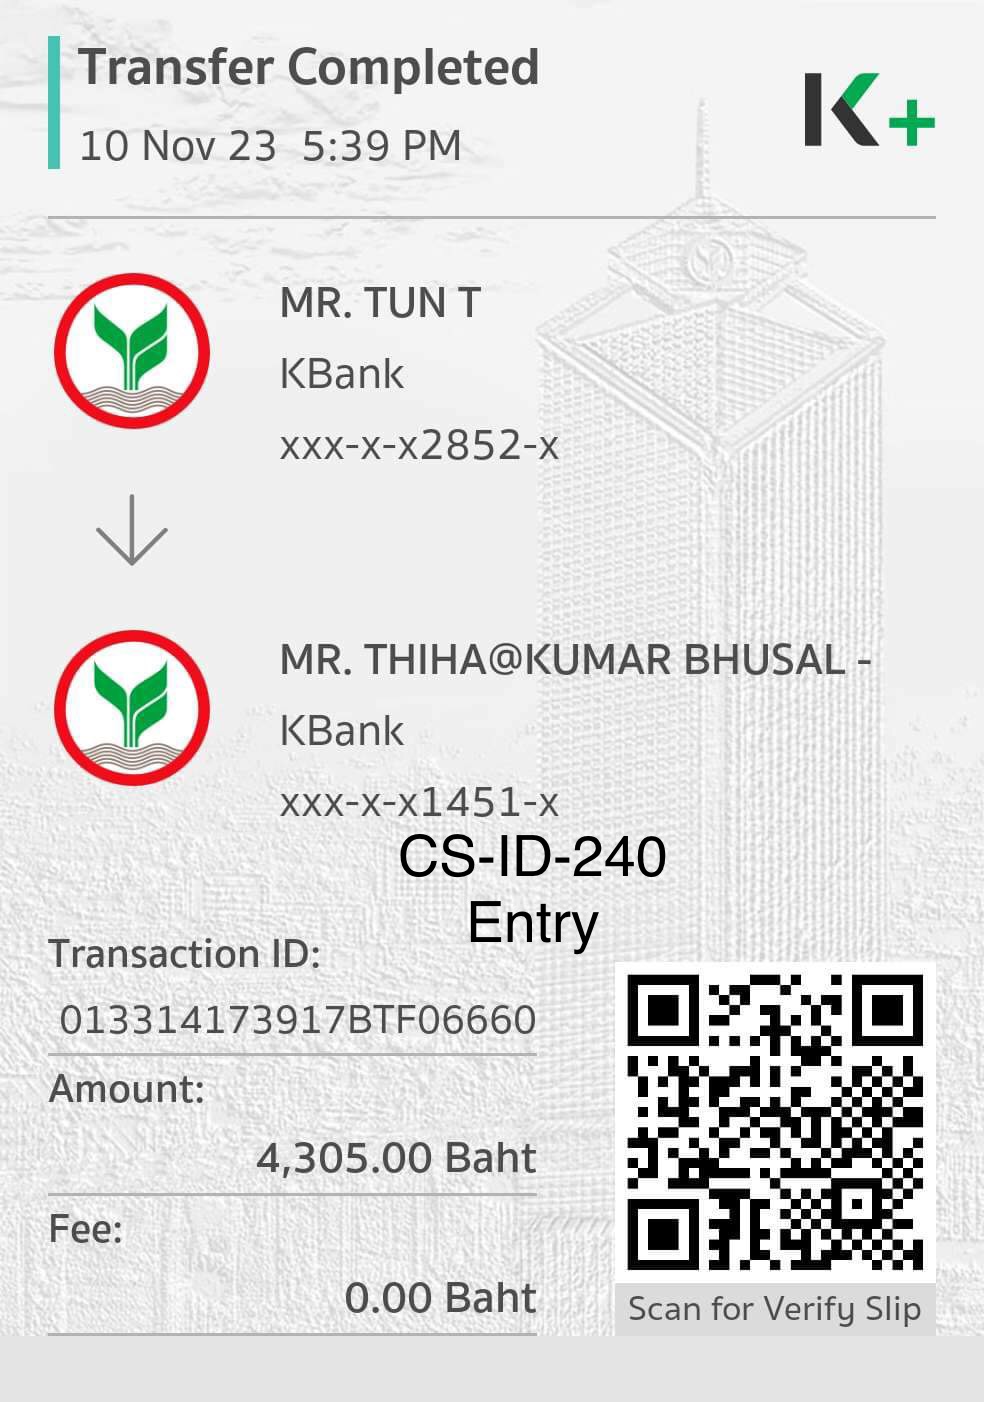 Transfer Completed
10 Nov 23 5:39 PM
K+
MR. TUN T
KBank
xxx-x-x2852-x
MR. THIHA@KUMAR BHUSAL -
KBank
xxx-x-x1451-x
CS-ID-240
Entry
Transaction ID:
013314173917BTF06660
Amount:
4,305.00 Baht
Fee:
0.00 Baht
Scan for Verify Slip